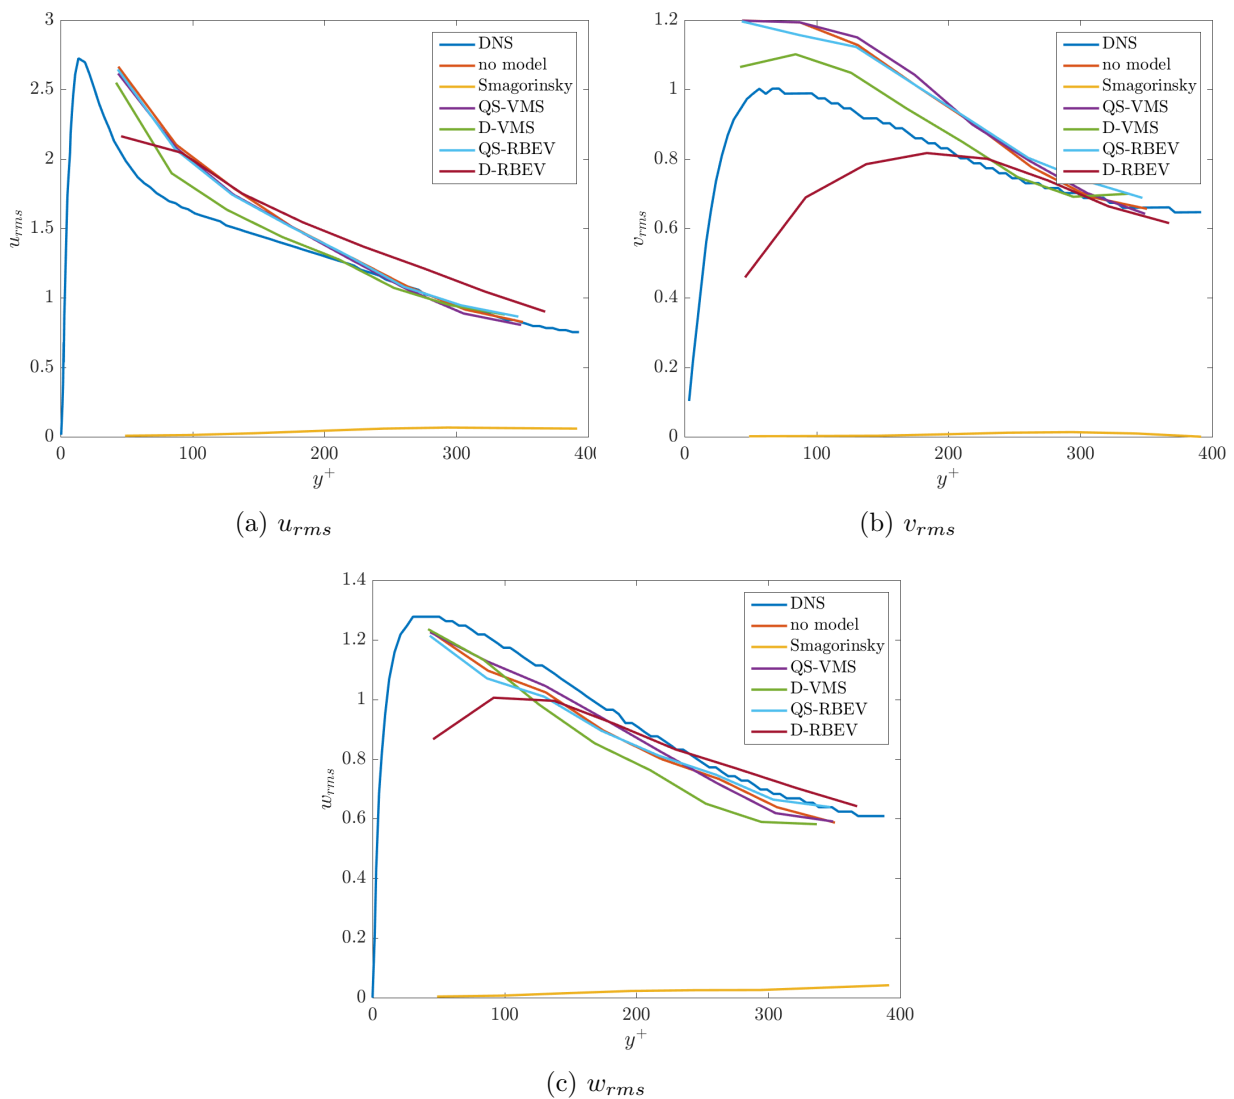 3
2.5
2
1.5
1
0.5
0
u_rms
0 100 200 300 400
y^+
DNS
no model
Smagorinsky
QS-VMS
D-VMS
QS-RBEV
D-RBEV
(a) u_rms
1.2
1
0.8
0.6
0.4
0.2
0
v_rms
0 100 200 300 400
y^+
DNS
no model
Smagorinsky
QS-VMS
D-VMS
QS-RBEV
D-RBEV
(b) v_rms
1.4
1.2
1
0.8
0.6
0.4
0.2
0
w_rms
0 100 200 300 400
y^+
DNS
no model
Smagorinsky
QS-VMS
D-VMS
QS-RBEV
D-RBEV
(c) w_rms